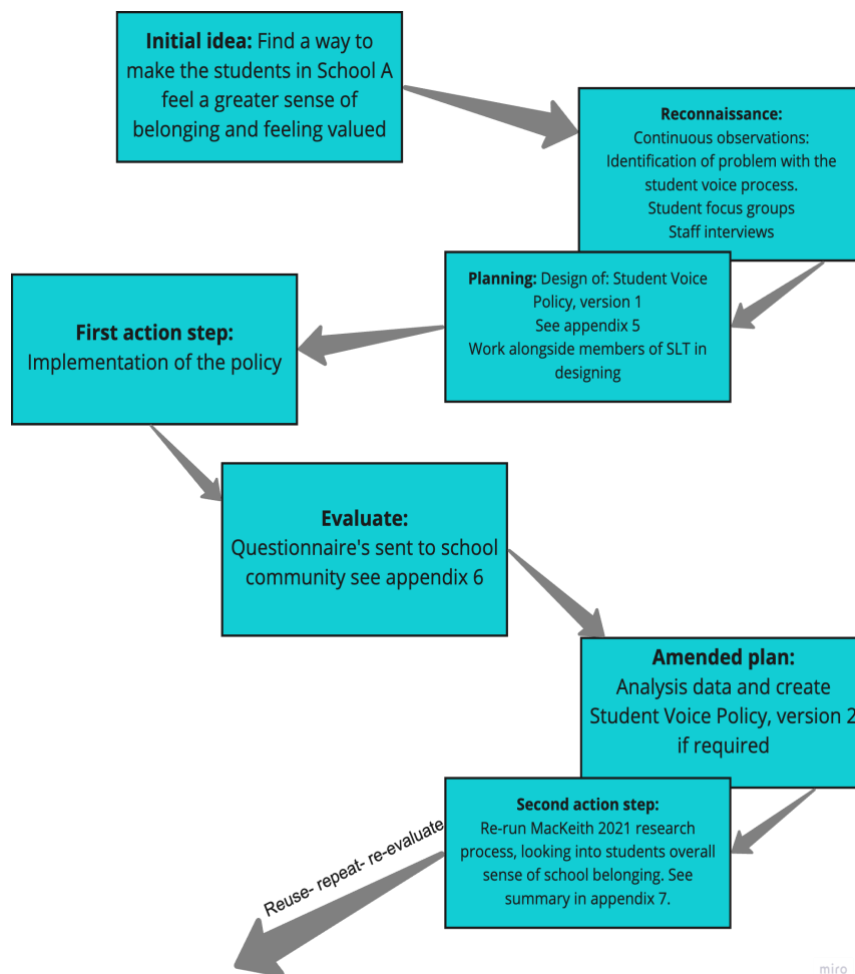 Initial idea: Find a way to
make the students in School A
feel a greater sense of
belonging and feeling valued
Reconnaissance:
Continuous observations:
Identification of problem with the
student voice process.
Student focus groups
Staff interviews
Planning: Design of: Student Voice
Policy, version 1
See appendix 5
Work alongside members of SLT in
designing
First action step:
Implementation of the policy
Evaluate:
Questionnaire's sent to school
community see appendix 6
Amended plan:
Analysis data and create
Student Voice Policy, version 2
if required
Second action step:
Re-run MacKeith 2021 research
process, looking into students overall
sense of school belonging. See
summary in appendix 7.
Reuse- repeat- re-evaluate
miro